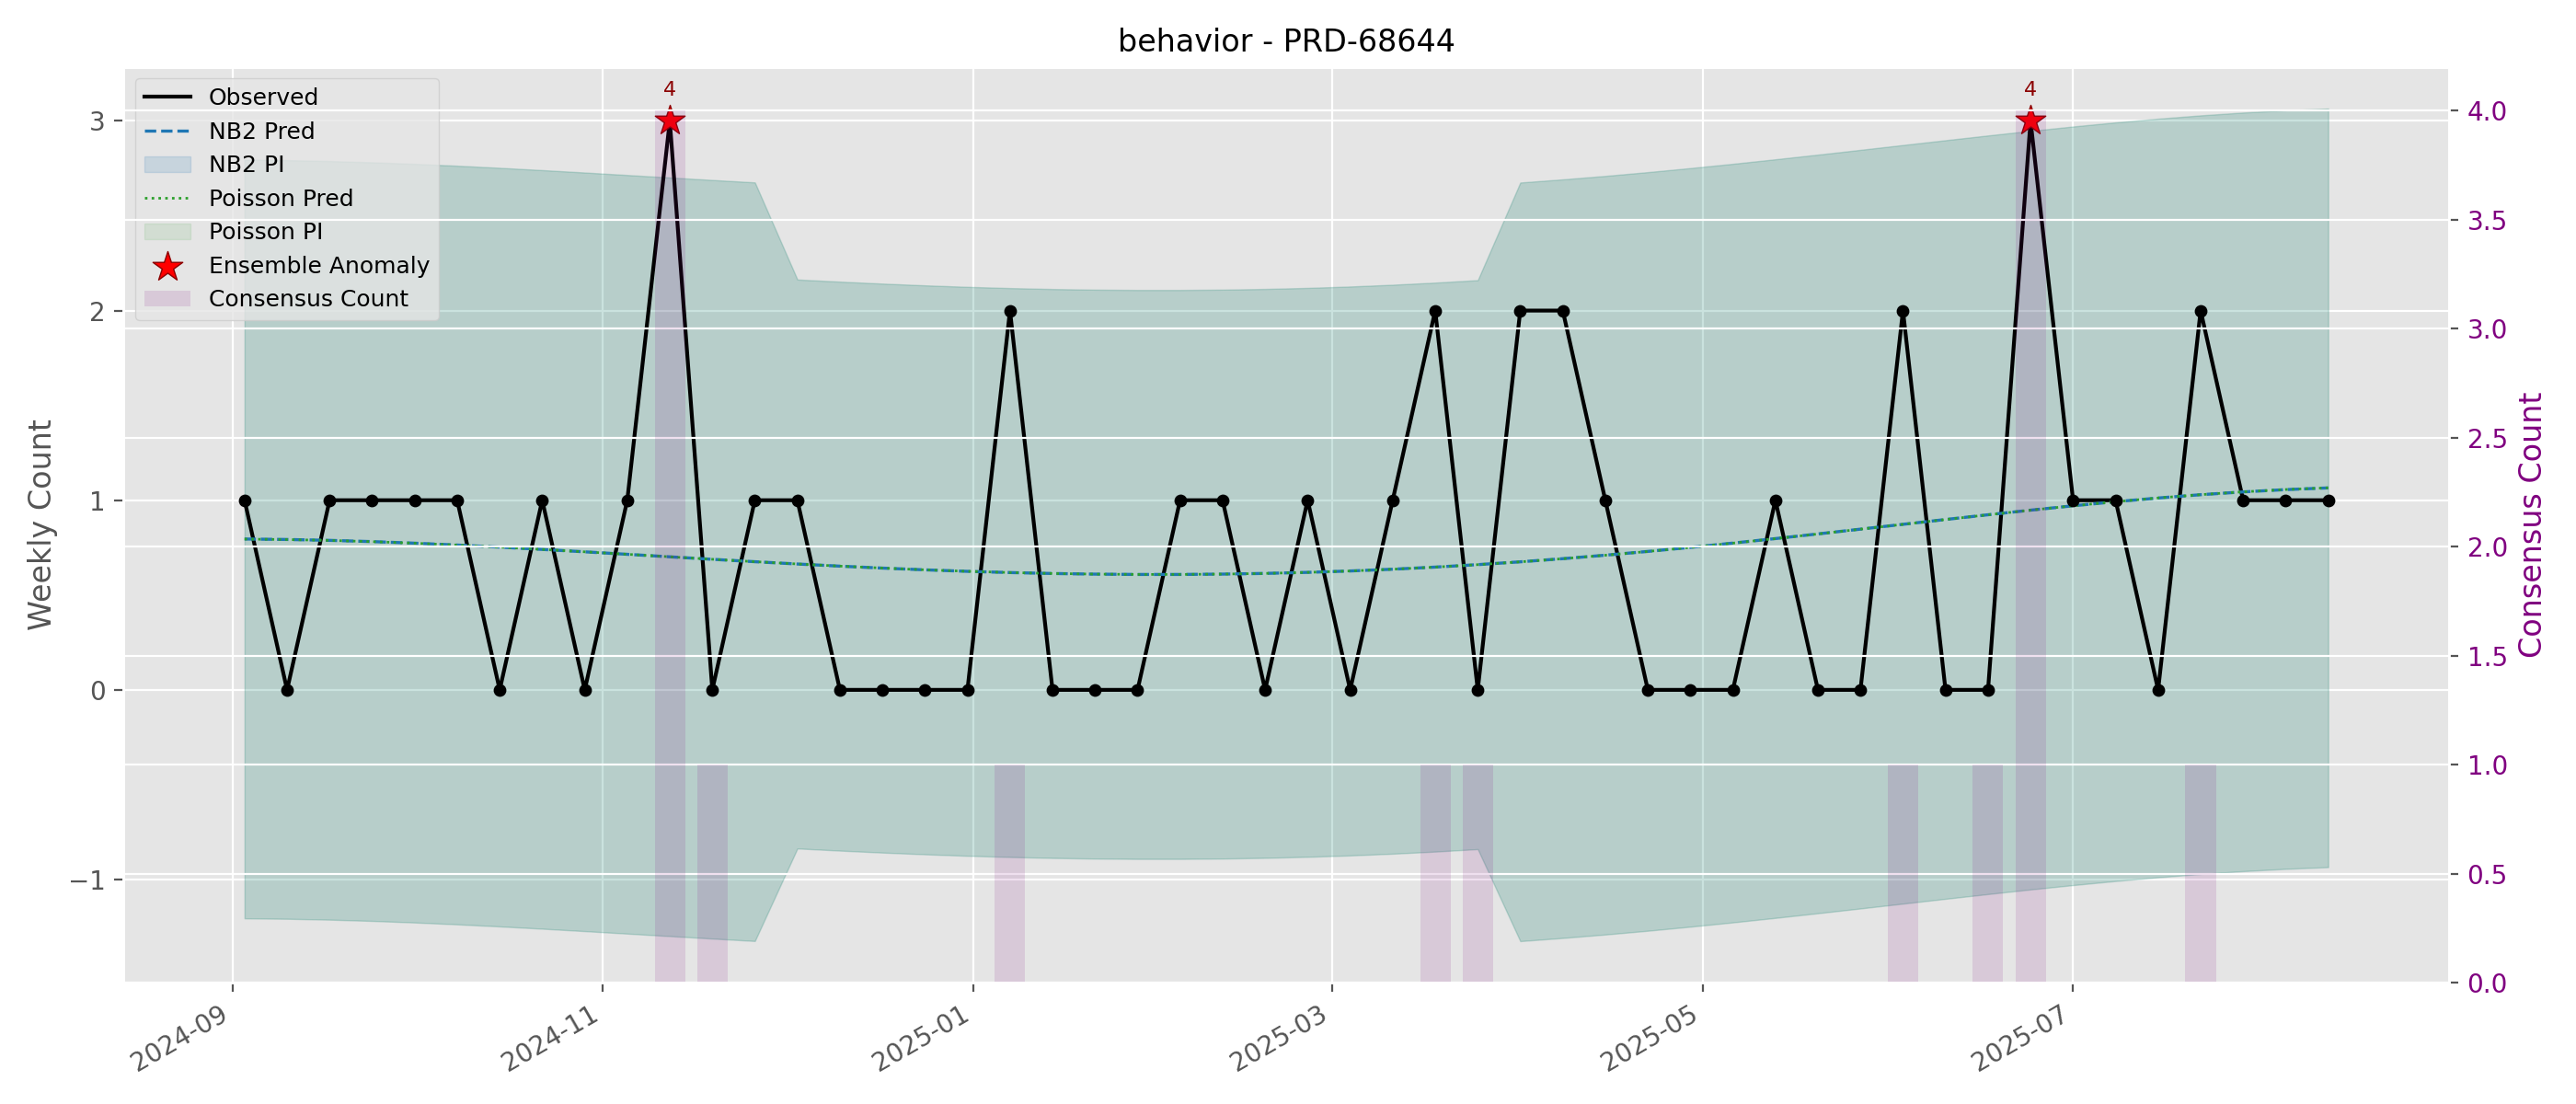 behavior - PRD-68644
Observed
NB2 Pred
NB2 PI
Poisson Pred
Poisson PI
Ensemble Anomaly
Consensus Count
4
4
Weekly Count
3
2
1
0
−1
4.0
3.5
3.0
2.5
2.0
1.5
1.0
0.5
0.0
Consensus Count
2024-09
2024-11
2025-01
2025-03
2025-05
2025-07